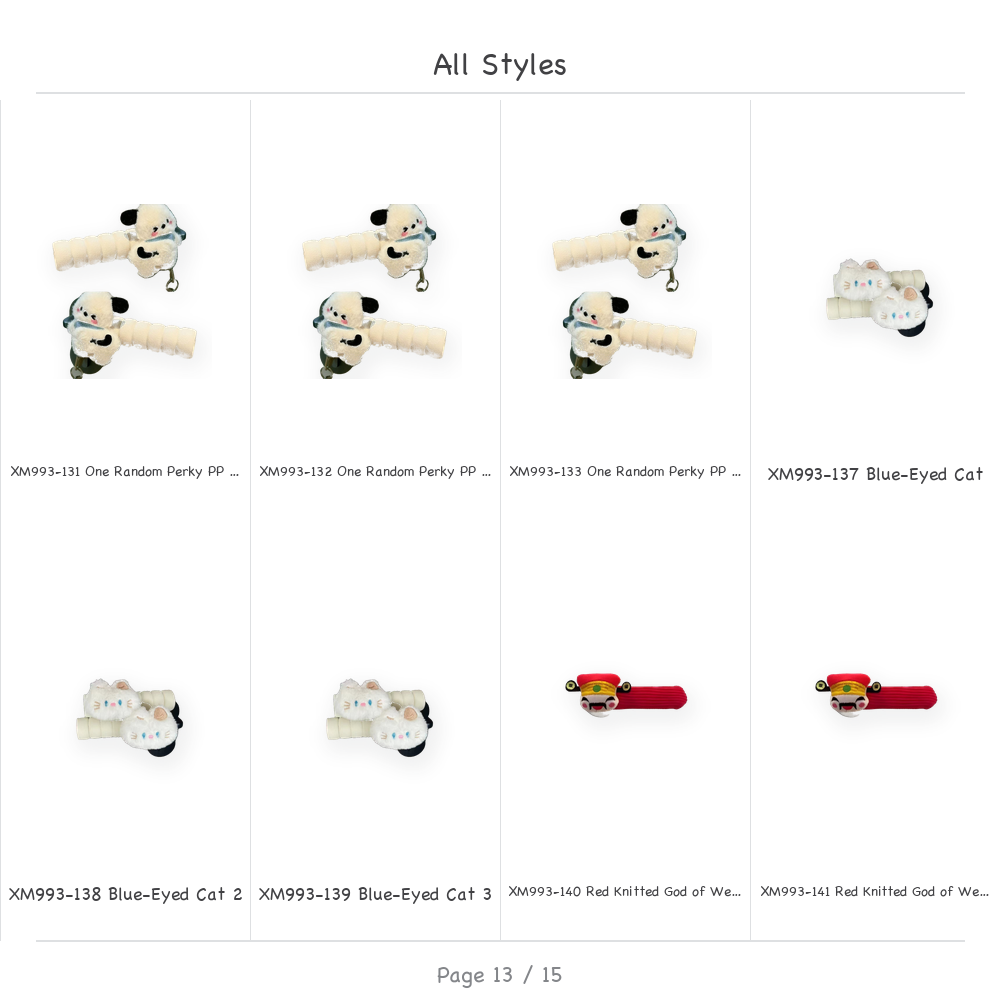 All Styles
XM993-131 One Random Perky PP ...
XM993-132 One Random Perky PP ...
XM993-133 One Random Perky PP ...
XM993-137 Blue-Eyed Cat
XM993-138 Blue-Eyed Cat 2
XM993-139 Blue-Eyed Cat 3
XM993-140 Red Knitted God of We...
XM993-141 Red Knitted God of We...
Page 13 / 15